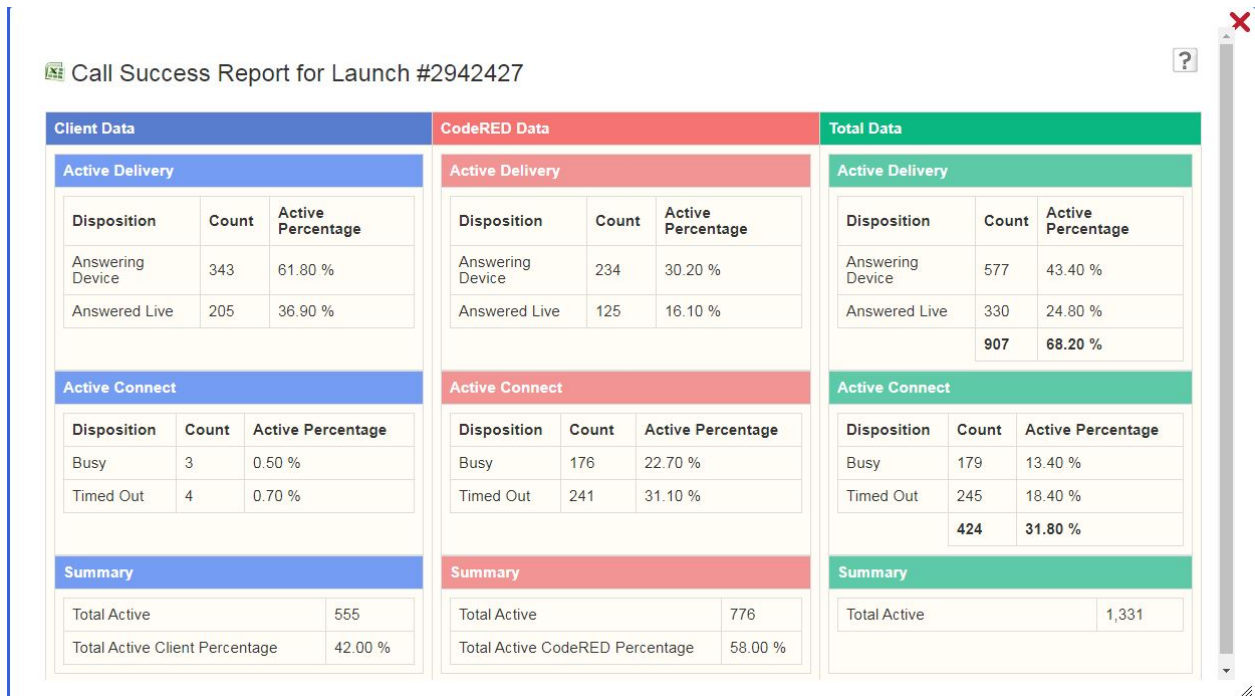 Call Success Report for Launch #2942427
?
Client Data
Active Delivery
Disposition Count Active Percentage
Answering Device 343 61.80 %
Answered Live 205 36.90 %
Active Connect
Disposition Count Active Percentage
Busy 3 0.50 %
Timed Out 4 0.70 %
Summary
Total Active 555
Total Active Client Percentage 42.00 %
CodeRED Data
Active Delivery
Disposition Count Active Percentage
Answering Device 234 30.20 %
Answered Live 125 16.10 %
Active Connect
Disposition Count Active Percentage
Busy 176 22.70 %
Timed Out 241 31.10 %
Summary
Total Active 776
Total Active CodeRED Percentage 58.00 %
Total Data
Active Delivery
Disposition Count Active Percentage
Answering Device 577 43.40 %
Answered Live 330 24.80 %
907 68.20 %
Active Connect
Disposition Count Active Percentage
Busy 179 13.40 %
Timed Out 245 18.40 %
424 31.80 %
Summary
Total Active 1,331